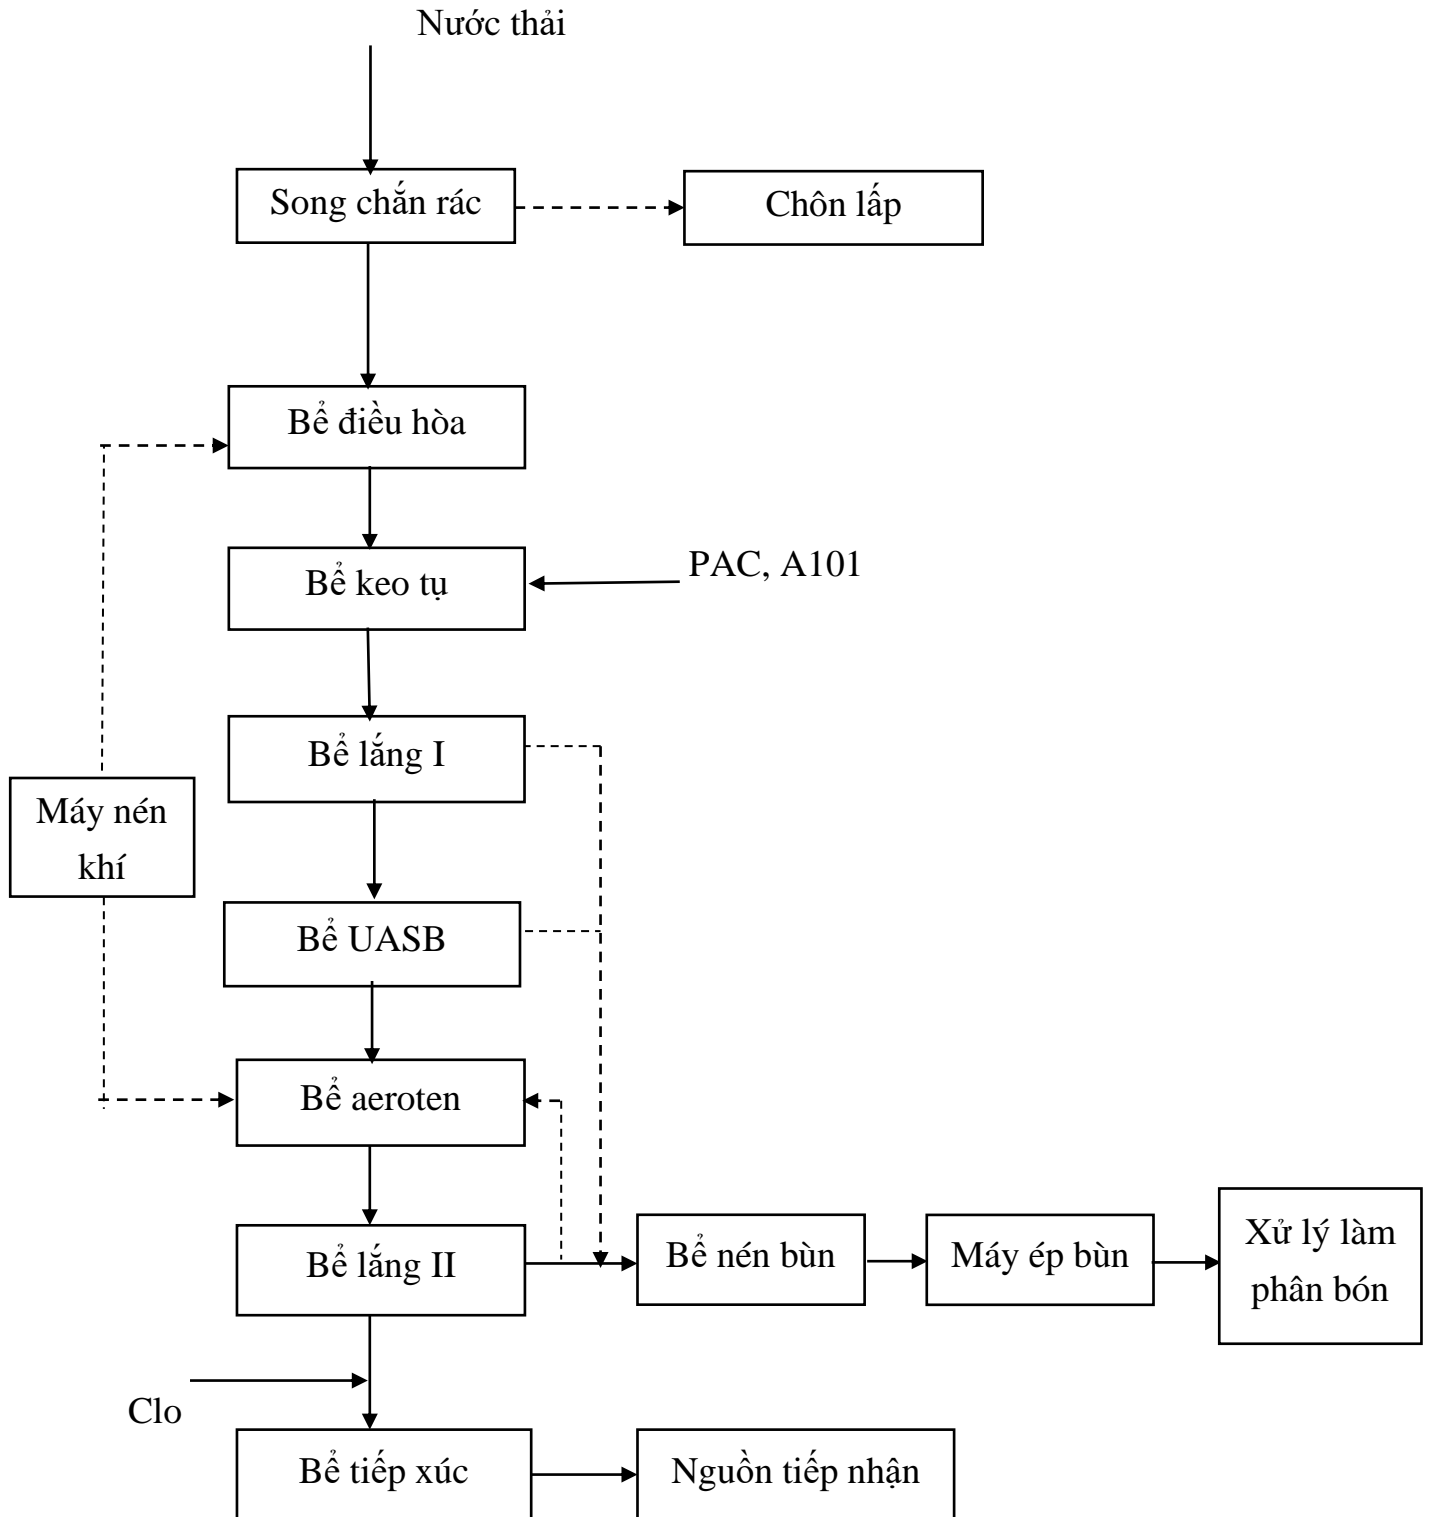 Nước thải
Song chắn rác
Chôn lấp
Bể điều hòa
Bể keo tụ
PAC, A101
Bể lắng I
Máy nén
khí
Bể UASB
Bể aeroten
Bể lắng II
Bể nén bùn
Máy ép bùn
Xử lý làm
phân bón
Clo
Bể tiếp xúc
Nguồn tiếp nhận